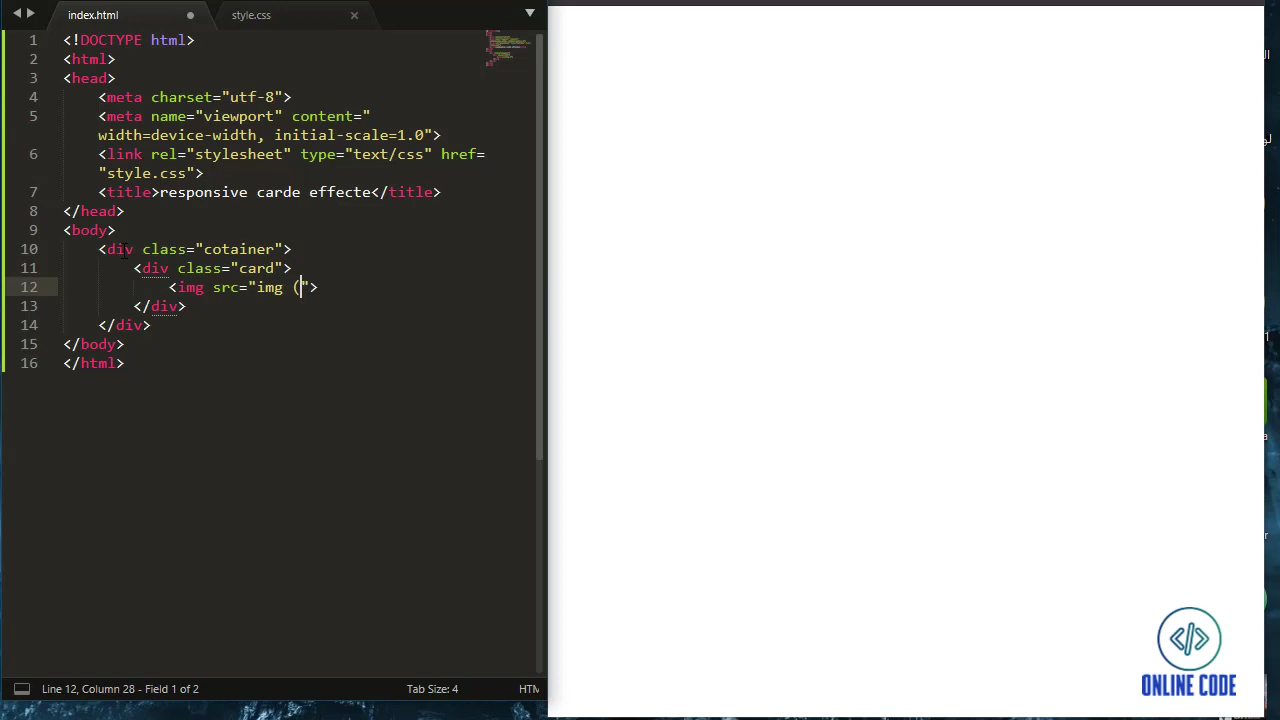 index.html
style.css
1 <!DOCTYPE html>
2 <html>
3 <head>
4 <meta charset="utf-8">
5 <meta name="viewport" content="
width=device-width, initial-scale=1.0">
6 <link rel="stylesheet" type="text/css" href=
"style.css">
7 <title>responsive carde effecte</title>
8 </head>
9 <body>
10 <div class="cotainer">
11 <div class="card">
12 <img src="img (">
13 </div>
14 </div>
15 </body>
16 </html>
ONLINE CODE
Line 12, Column 28 - Field 1 of 2
Tab Size: 4